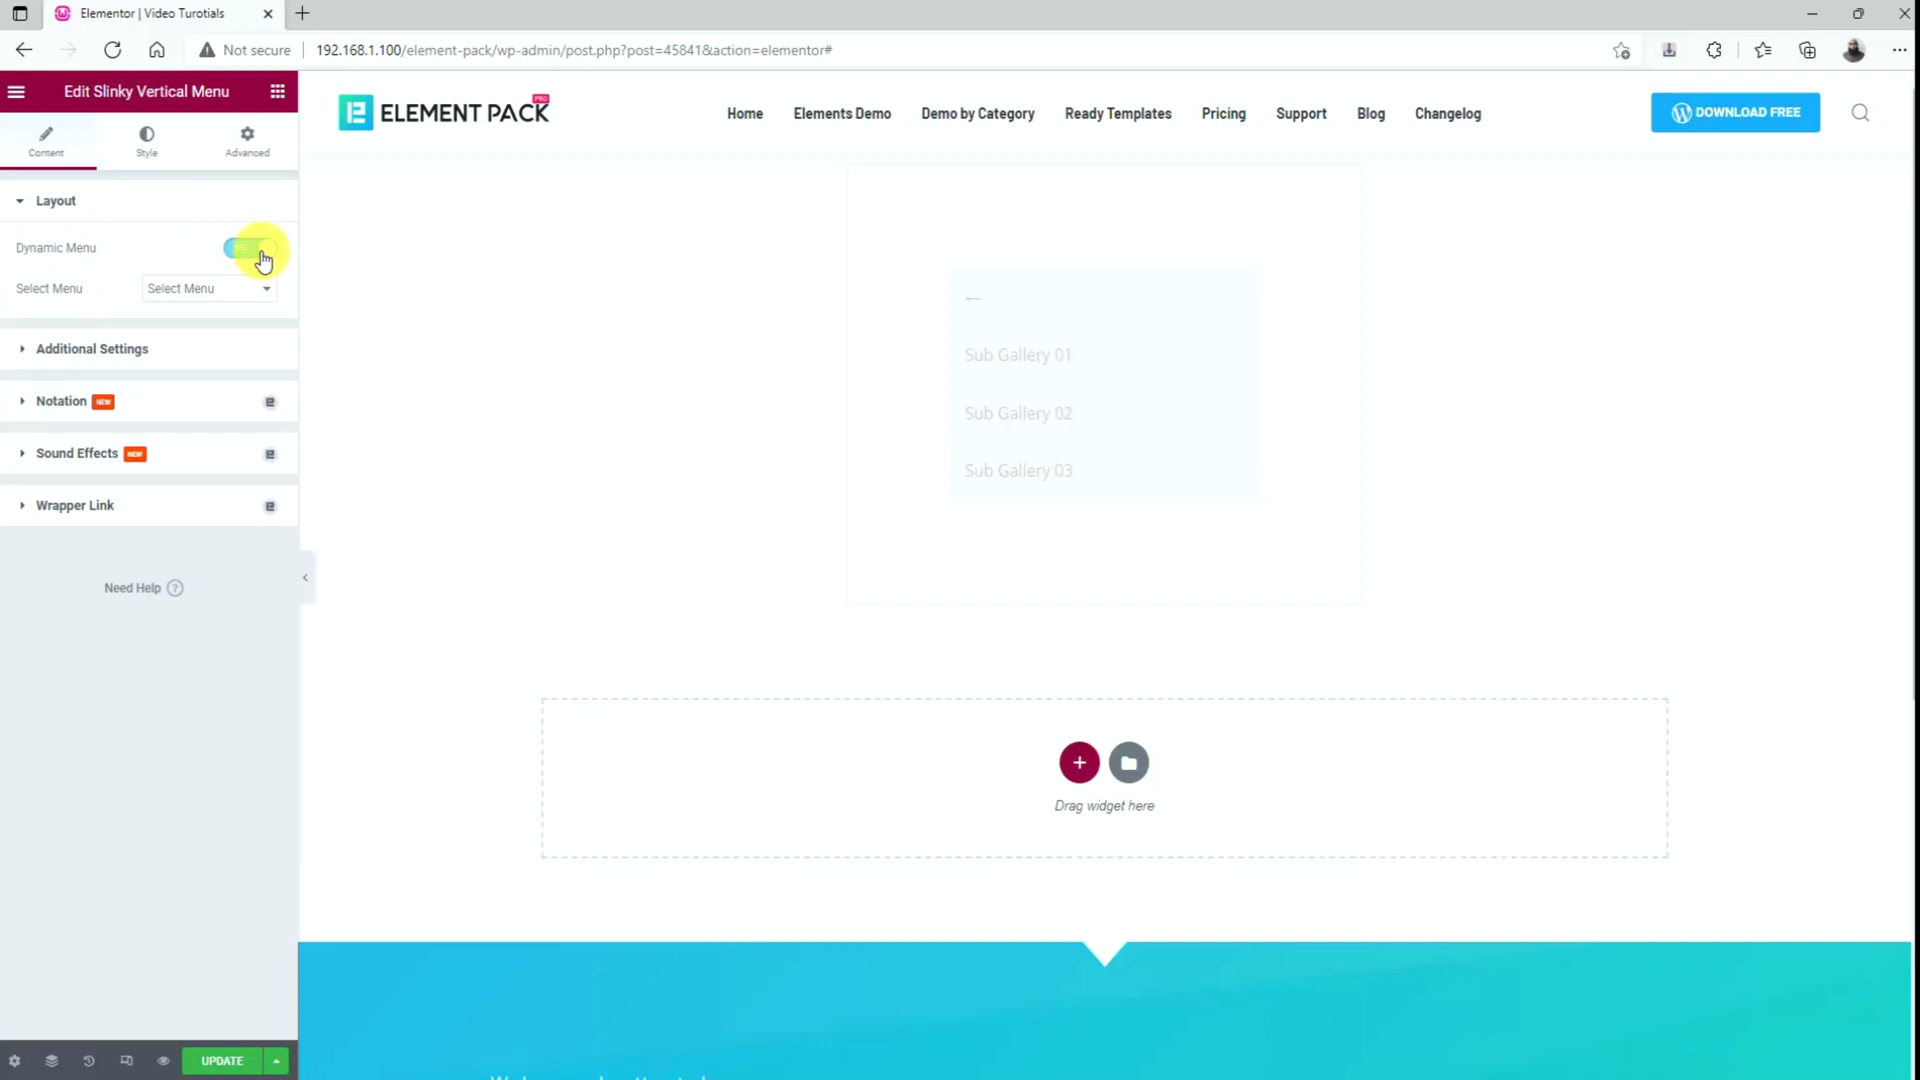 Elementor | Video Turotials
Not secure
192.168.1.100/element-pack/wp-admin/post.php?post=45841&action=elementor#
Edit Slinky Vertical Menu
Content
Style
Advanced
Layout
Dynamic Menu
Select Menu
Select Menu
Additional Settings
Notation NEW
Sound Effects NEW
Wrapper Link
Need Help ?
UPDATE
ELEMENT PACK PRO
Home
Elements Demo
Demo by Category
Ready Templates
Pricing
Support
Blog
Changelog
DOWNLOAD FREE
Sub Gallery 01
Sub Gallery 02
Sub Gallery 03
Drag widget here